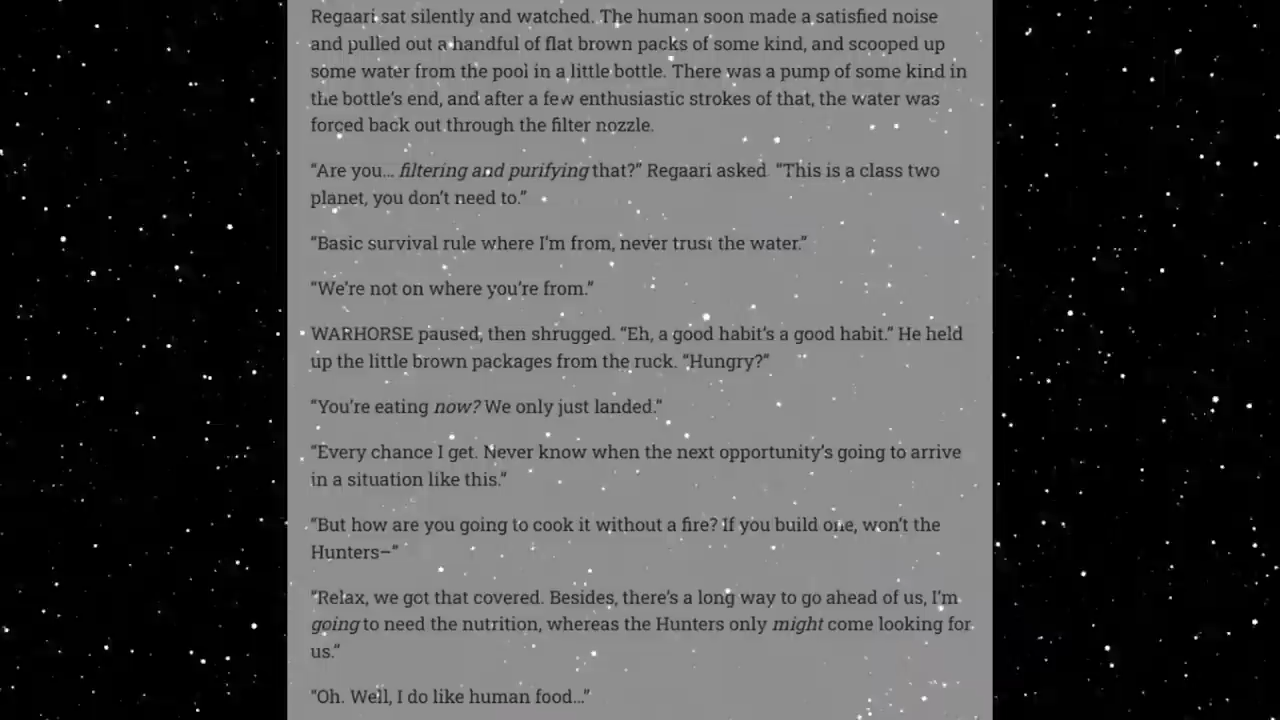 Regaari sat silently and watched. The human soon made a satisfied noise
and pulled out a handful of flat brown packs of some kind, and scooped up
some water from the pool in a little bottle. There was a pump of some kind in
the bottle’s end, and after a few enthusiastic strokes of that, the water was
forced back out through the filter nozzle.
“Are you… filtering and purifying that?” Regaari asked. “This is a class two
planet, you don’t need to.”
“Basic survival rule where I’m from, never trust the water.”
“We’re not on where you’re from.”
WARHORSE paused, then shrugged. “Eh, a good habit’s a good habit.” He held
up the little brown packages from the ruck. “Hungry?”
“You’re eating now? We only just landed.”
“Every chance I get. Never know when the next opportunity’s going to arrive
in a situation like this.”
“But how are you going to cook it without a fire? If you build one, won’t the
Hunters–”
“Relax, we got that covered. Besides, there’s a long way to go ahead of us, I’m
going to need the nutrition, whereas the Hunters only might come looking for
us.”
“Oh. Well, I do like human food…”